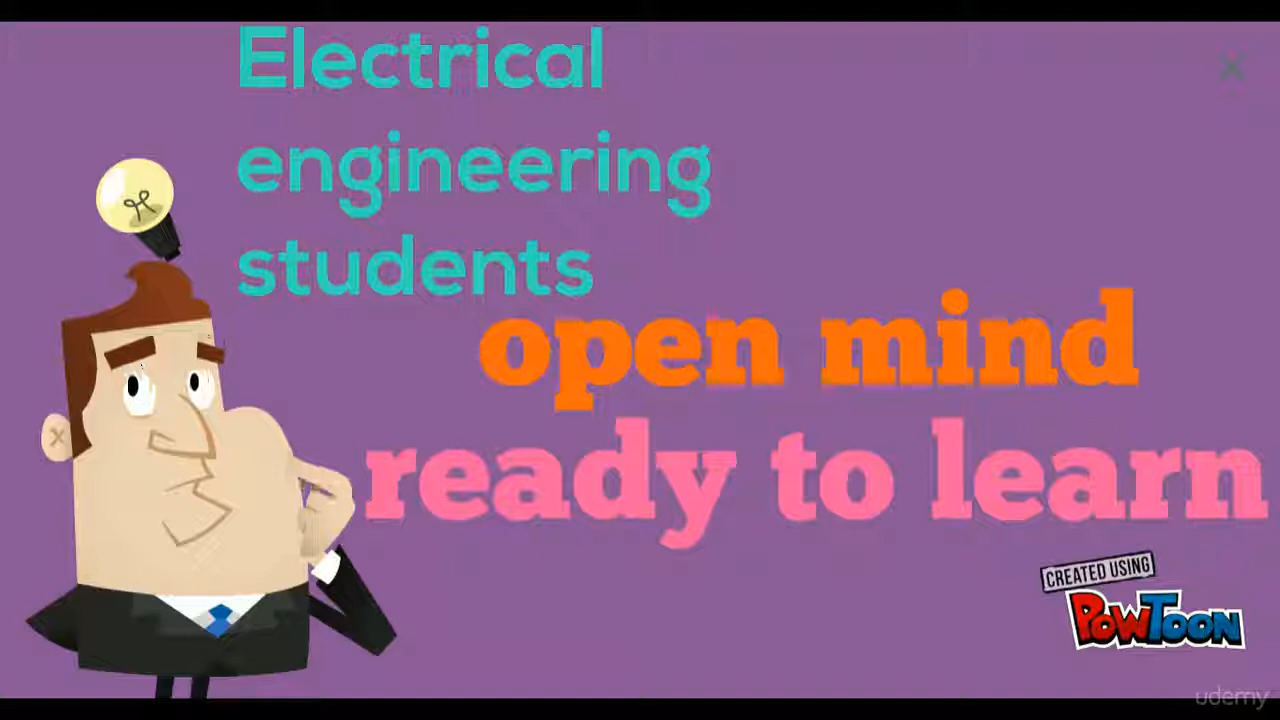 Electrical
engineering
students
open mind
ready to learn
CREATED USING
POWTOON
udemy